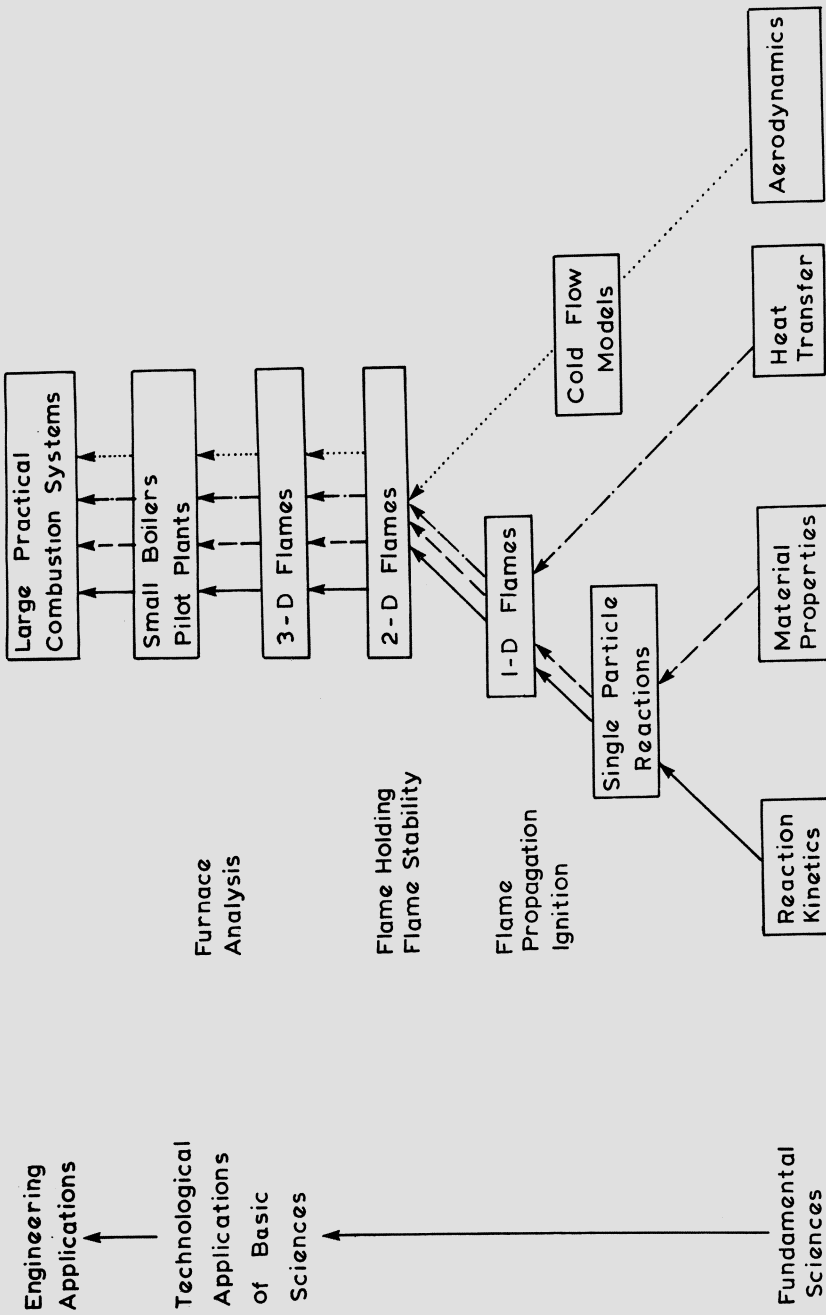 Engineering
Applications
Technological
Applications
of Basic
Sciences
Fundamental
Sciences
Furnace
Analysis
Flame Holding
Flame Stability
Flame
Propagation
Ignition
Large Practical
Combustion Systems
Small Boilers
Pilot Plants
3-D Flames
2-D Flames
1-D Flames
Single Particle
Reactions
Cold Flow
Models
Reaction
Kinetics
Material
Properties
Heat
Transfer
Aerodynamics